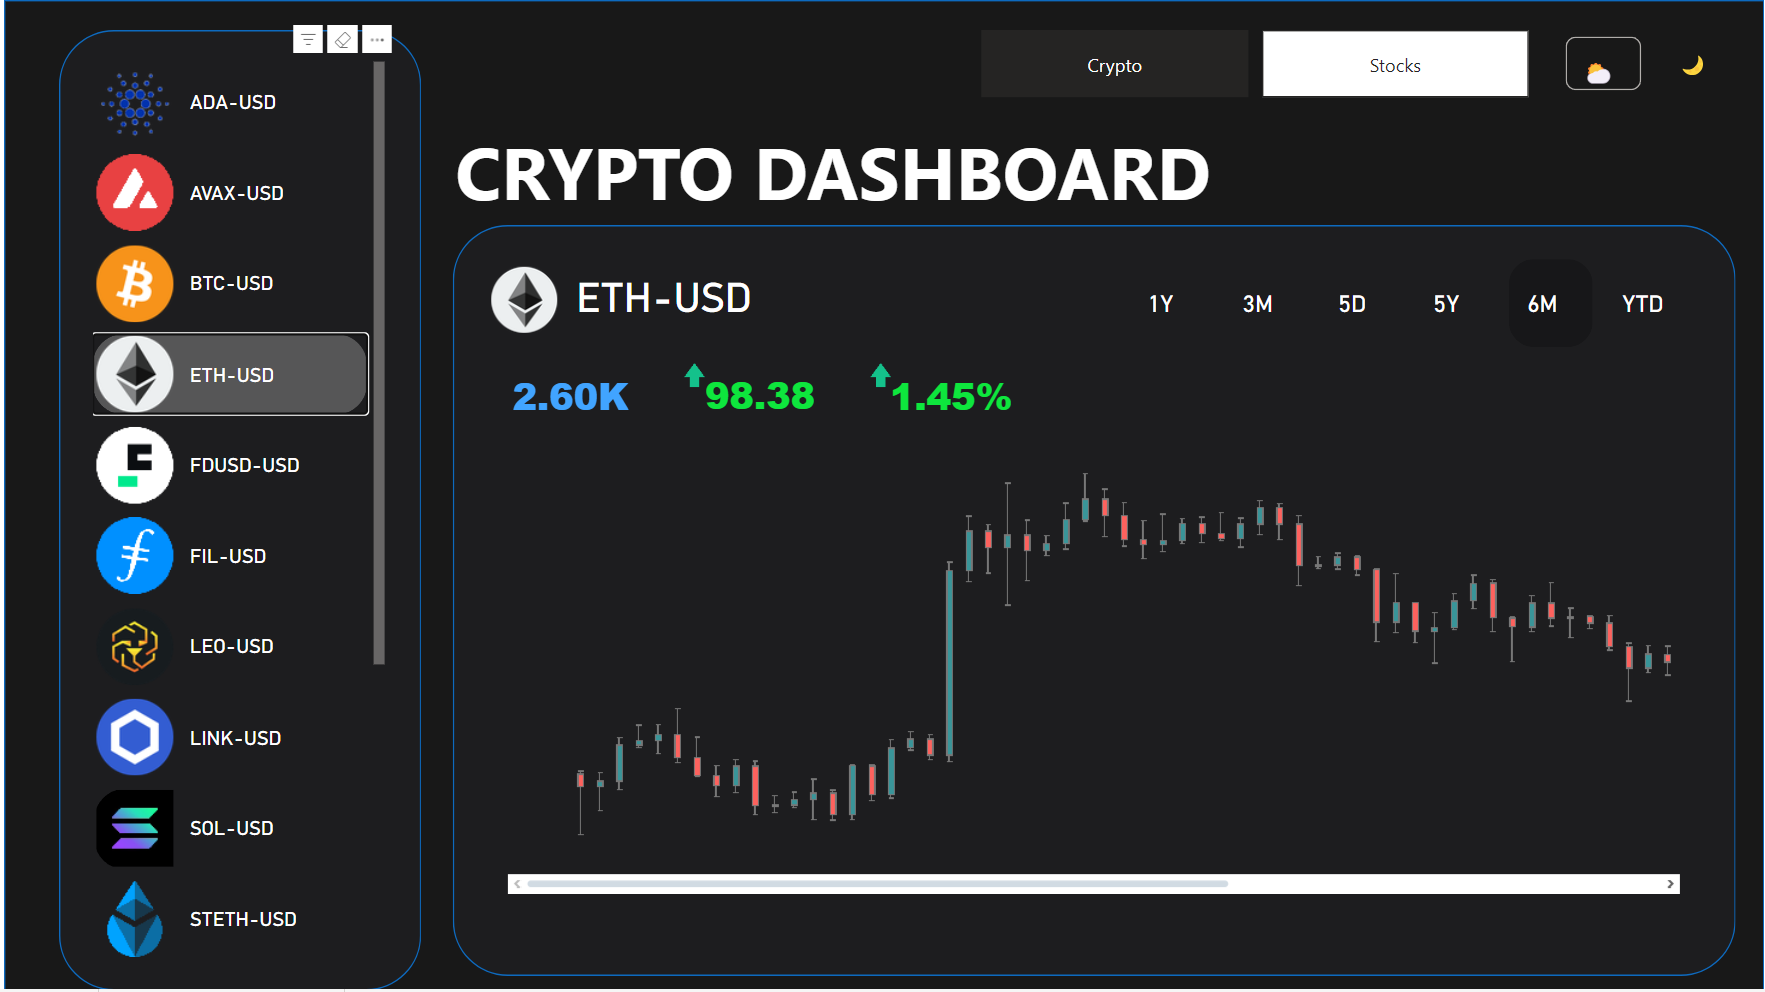 Crypto
Stocks
CRYPTO DASHBOARD
ADA-USD
AVAX-USD
BTC-USD
ETH-USD
FDUSD-USD
FIL-USD
LEO-USD
LINK-USD
SOL-USD
STETH-USD
ETH-USD
1Y 3M 5D 5Y 6M YTD
2.60K 98.38 1.45%